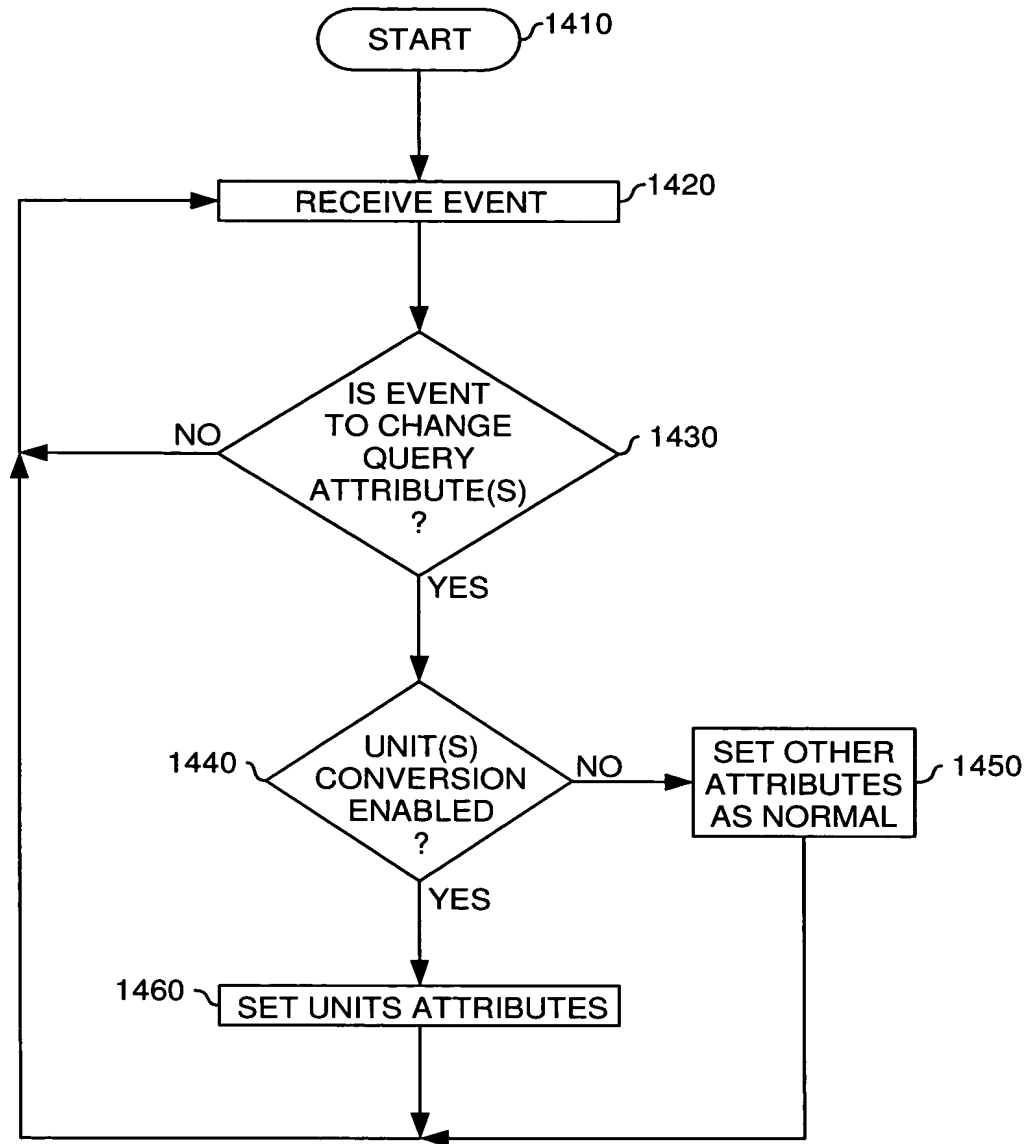 START
1410
RECEIVE EVENT
1420
IS EVENT
TO CHANGE
QUERY
ATTRIBUTE(S)
?
1430
NO
YES
1440
UNIT(S)
CONVERSION
ENABLED
?
NO
SET OTHER
ATTRIBUTES
AS NORMAL
1450
YES
1460
SET UNITS ATTRIBUTES